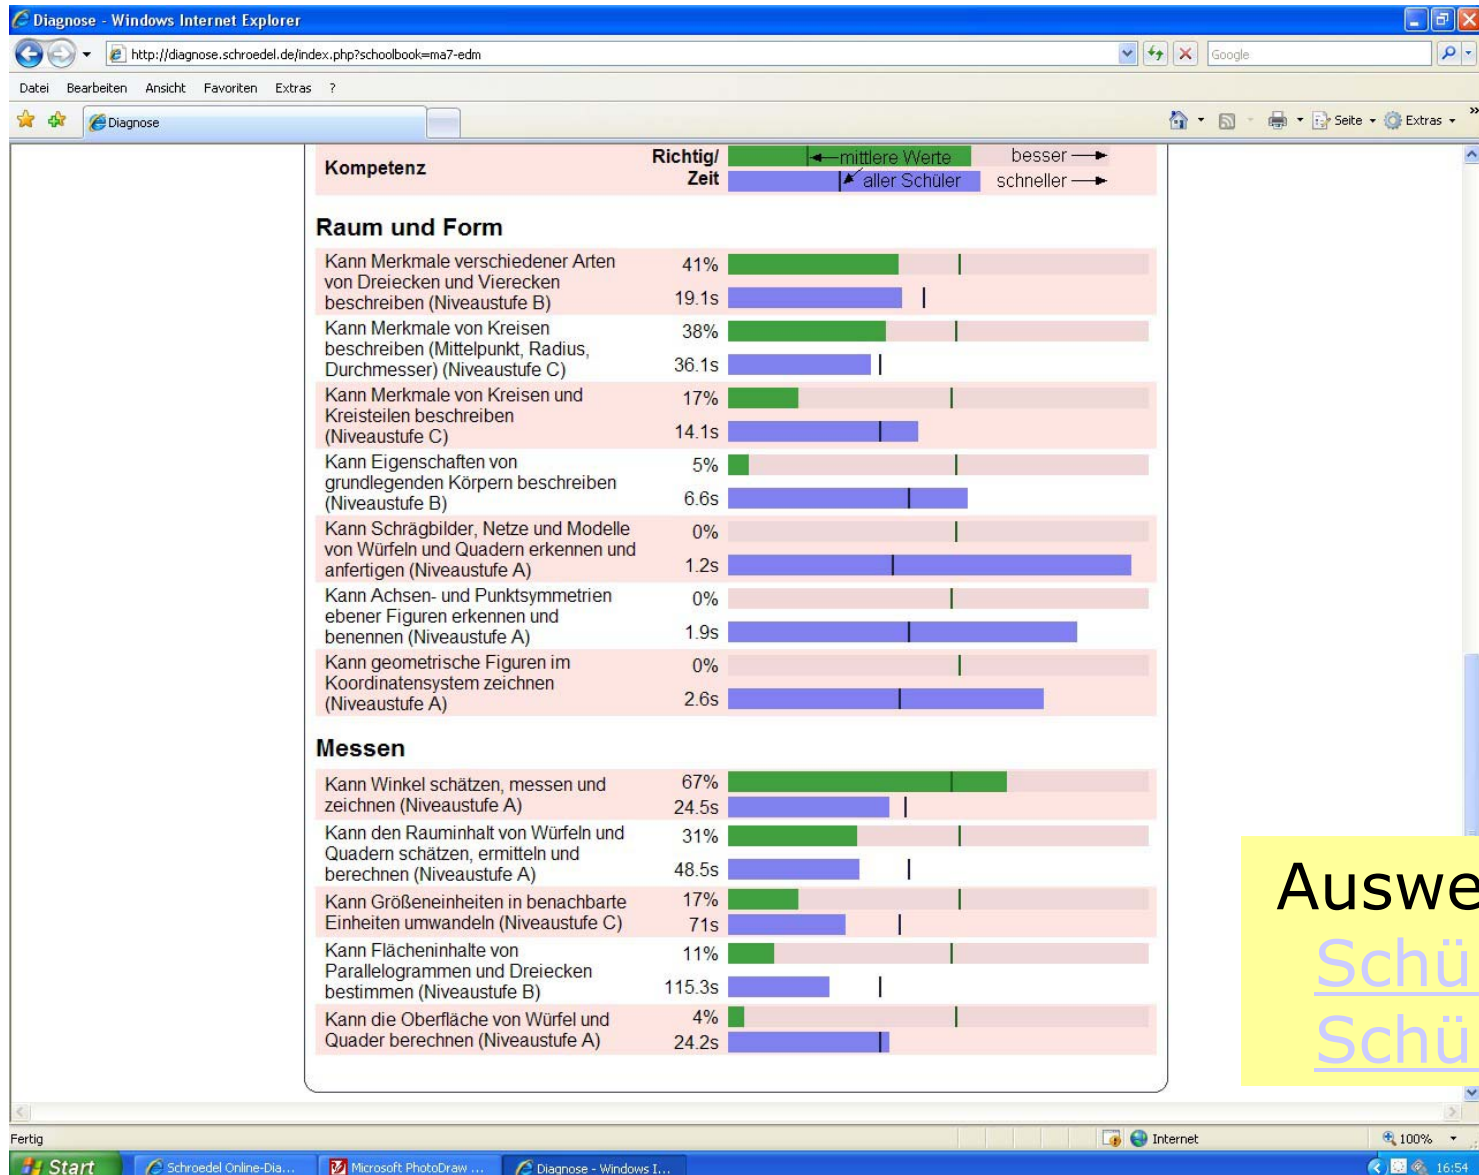 Diagnose - Windows Internet Explorer
http://diagnose.schroedel.de/index.php?schoolbook=ma7-edm
Google
Datei Bearbeiten Ansicht Favoriten Extras ?
Diagnose
Seite Extras
Kompetenz
Richtig/
Zeit
mittlere Werte
besser
aller Schüler
schneller
Raum und Form
Kann Merkmale verschiedener Arten
von Dreiecken und Vierecken
beschreiben (Niveaustufe B)
41%
19.1s
Kann Merkmale von Kreisen
beschreiben (Mittelpunkt, Radius,
Durchmesser) (Niveaustufe C)
38%
36.1s
Kann Merkmale von Kreisen und
Kreisteilen beschreiben
(Niveaustufe C)
17%
14.1s
Kann Eigenschaften von
grundlegenden Körpern beschreiben
(Niveaustufe B)
5%
6.6s
Kann Schrägbilder, Netze und Modelle
von Würfeln und Quadern erkennen und
anfertigen (Niveaustufe A)
0%
1.2s
Kann Achsen- und Punktsymmetrien
ebener Figuren erkennen und
benennen (Niveaustufe A)
0%
1.9s
Kann geometrische Figuren im
Koordinatensystem zeichnen
(Niveaustufe A)
0%
2.6s
Messen
Kann Winkel schätzen, messen und
zeichnen (Niveaustufe A)
67%
24.5s
Kann den Rauminhalt von Würfeln und
Quadern schätzen, ermitteln und
berechnen (Niveaustufe A)
31%
48.5s
Kann Größeneinheiten in benachbarte
Einheiten umwandeln (Niveaustufe C)
17%
71s
Kann Flächeninhalte von
Parallelogrammen und Dreiecken
bestimmen (Niveaustufe B)
11%
115.3s
Kann die Oberfläche von Würfel und
Quader berechnen (Niveaustufe A)
4%
24.2s
Auswe
Schü
Schü
Fertig
Internet
100%
Start
Schroedel Online-Dia...
Microsoft PhotoDraw ...
Diagnose - Windows I...
16:54